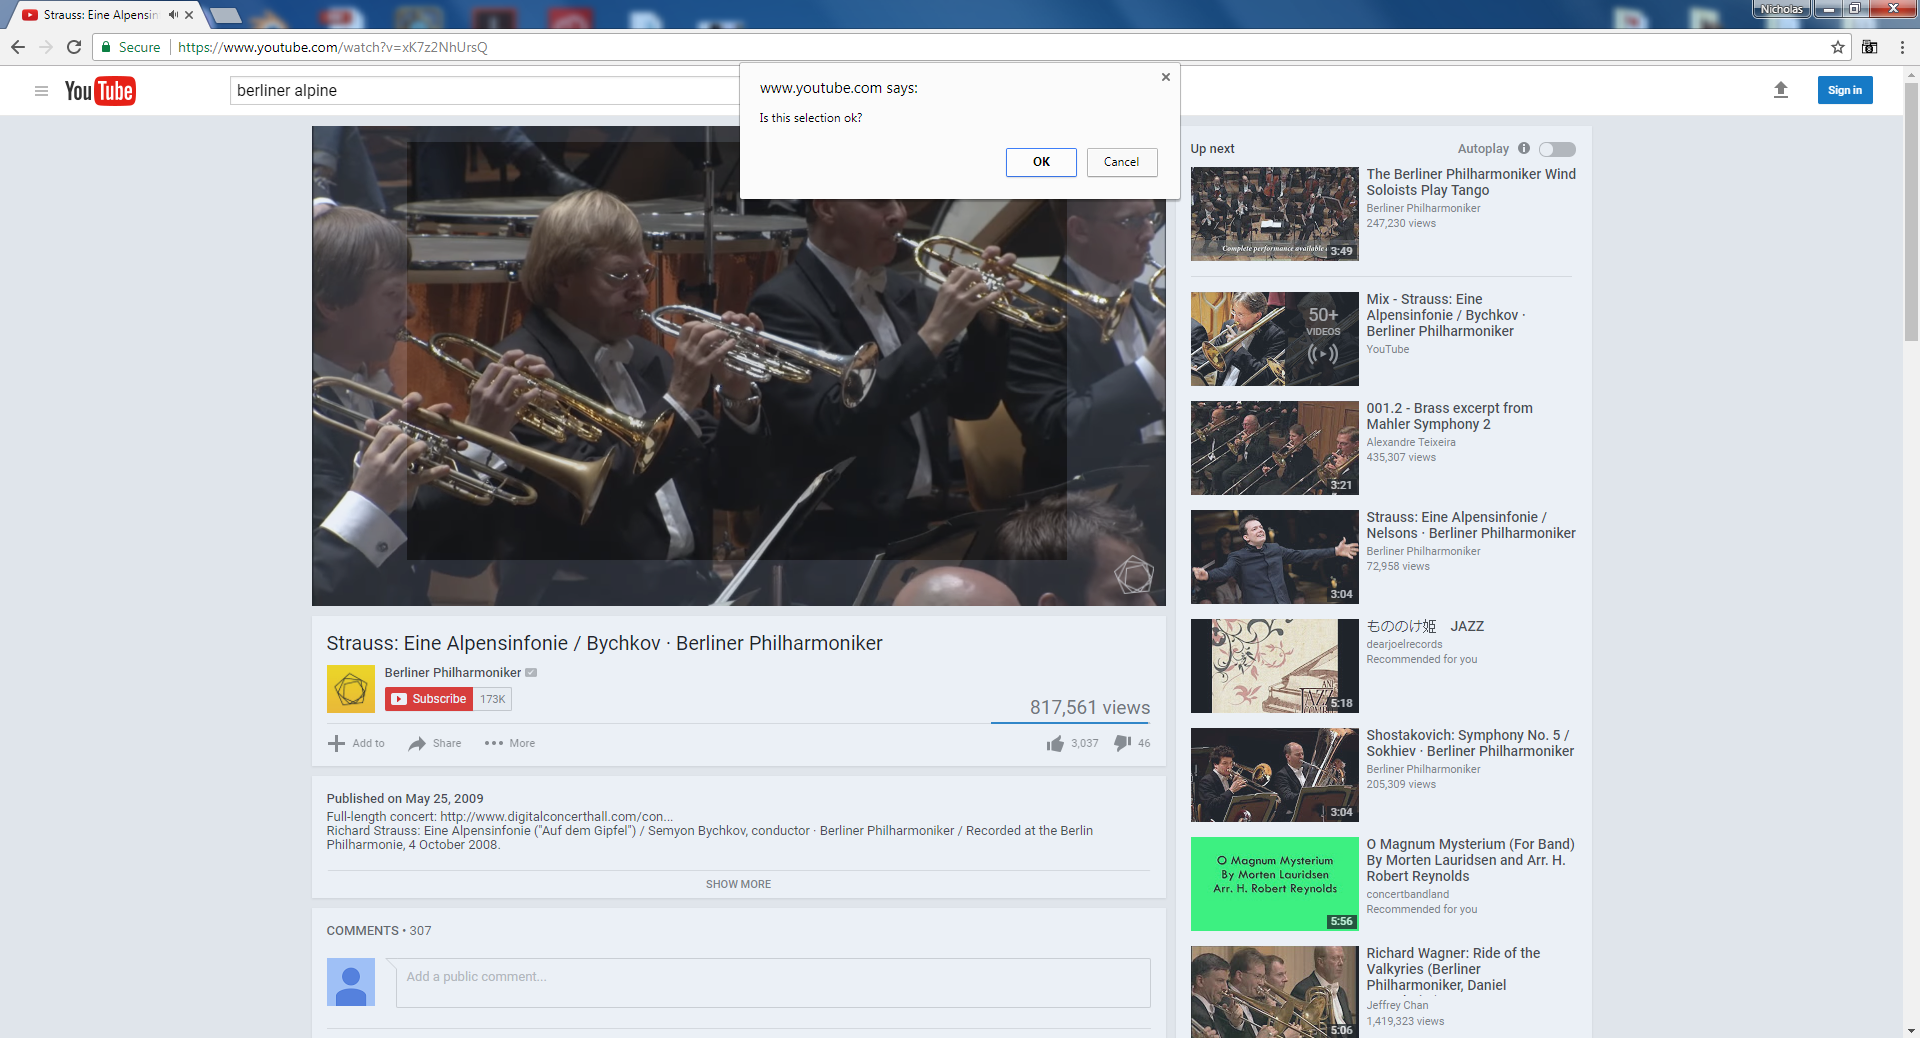 Strauss: Eine Alpensin
Nicholas
Secure
https://www.youtube.com/watch?v=xK7z2NhUrsQ
YouTube
berliner alpine
Sign in
www.youtube.com says:
Is this selection ok?
OK
Cancel
Strauss: Eine Alpensinfonie / Bychkov · Berliner Philharmoniker
Berliner Philharmoniker
Subscribe
173K
817,561 views
Add to
Share
More
3,037
46
Published on May 25, 2009
Full-length concert: http://www.digitalconcerthall.com/con...
Richard Strauss: Eine Alpensinfonie ("Auf dem Gipfel") / Semyon Bychkov, conductor · Berliner Philharmoniker / Recorded at the Berlin
Philharmonie, 4 October 2008.
SHOW MORE
COMMENTS • 307
Add a public comment...
Up next
Autoplay
Complete performance available
3:49
The Berliner Philharmoniker Wind
Soloists Play Tango
Berliner Philharmoniker
247,230 views
50+
VIDEOS
Mix - Strauss: Eine
Alpensinfonie / Bychkov ·
Berliner Philharmoniker
YouTube
3:21
001.2 - Brass excerpt from
Mahler Symphony 2
Alexandre Teixeira
435,307 views
3:04
Strauss: Eine Alpensinfonie /
Nelsons · Berliner Philharmoniker
Berliner Philharmoniker
72,958 views
JAZZ
5:18
もののけ姫 JAZZ
dearjoelrecords
Recommended for you
3:04
Shostakovich: Symphony No. 5 /
Sokhiev · Berliner Philharmoniker
Berliner Philharmoniker
205,309 views
O Magnum Mysterium
By Morten Lauridsen
Arr. H. Robert Reynolds
5:56
O Magnum Mysterium (For Band)
By Morten Lauridsen and Arr. H.
Robert Reynolds
concertbandland
Recommended for you
5:06
Richard Wagner: Ride of the
Valkyries (Berliner
Philharmoniker, Daniel
Jeffrey Chan
1,419,323 views